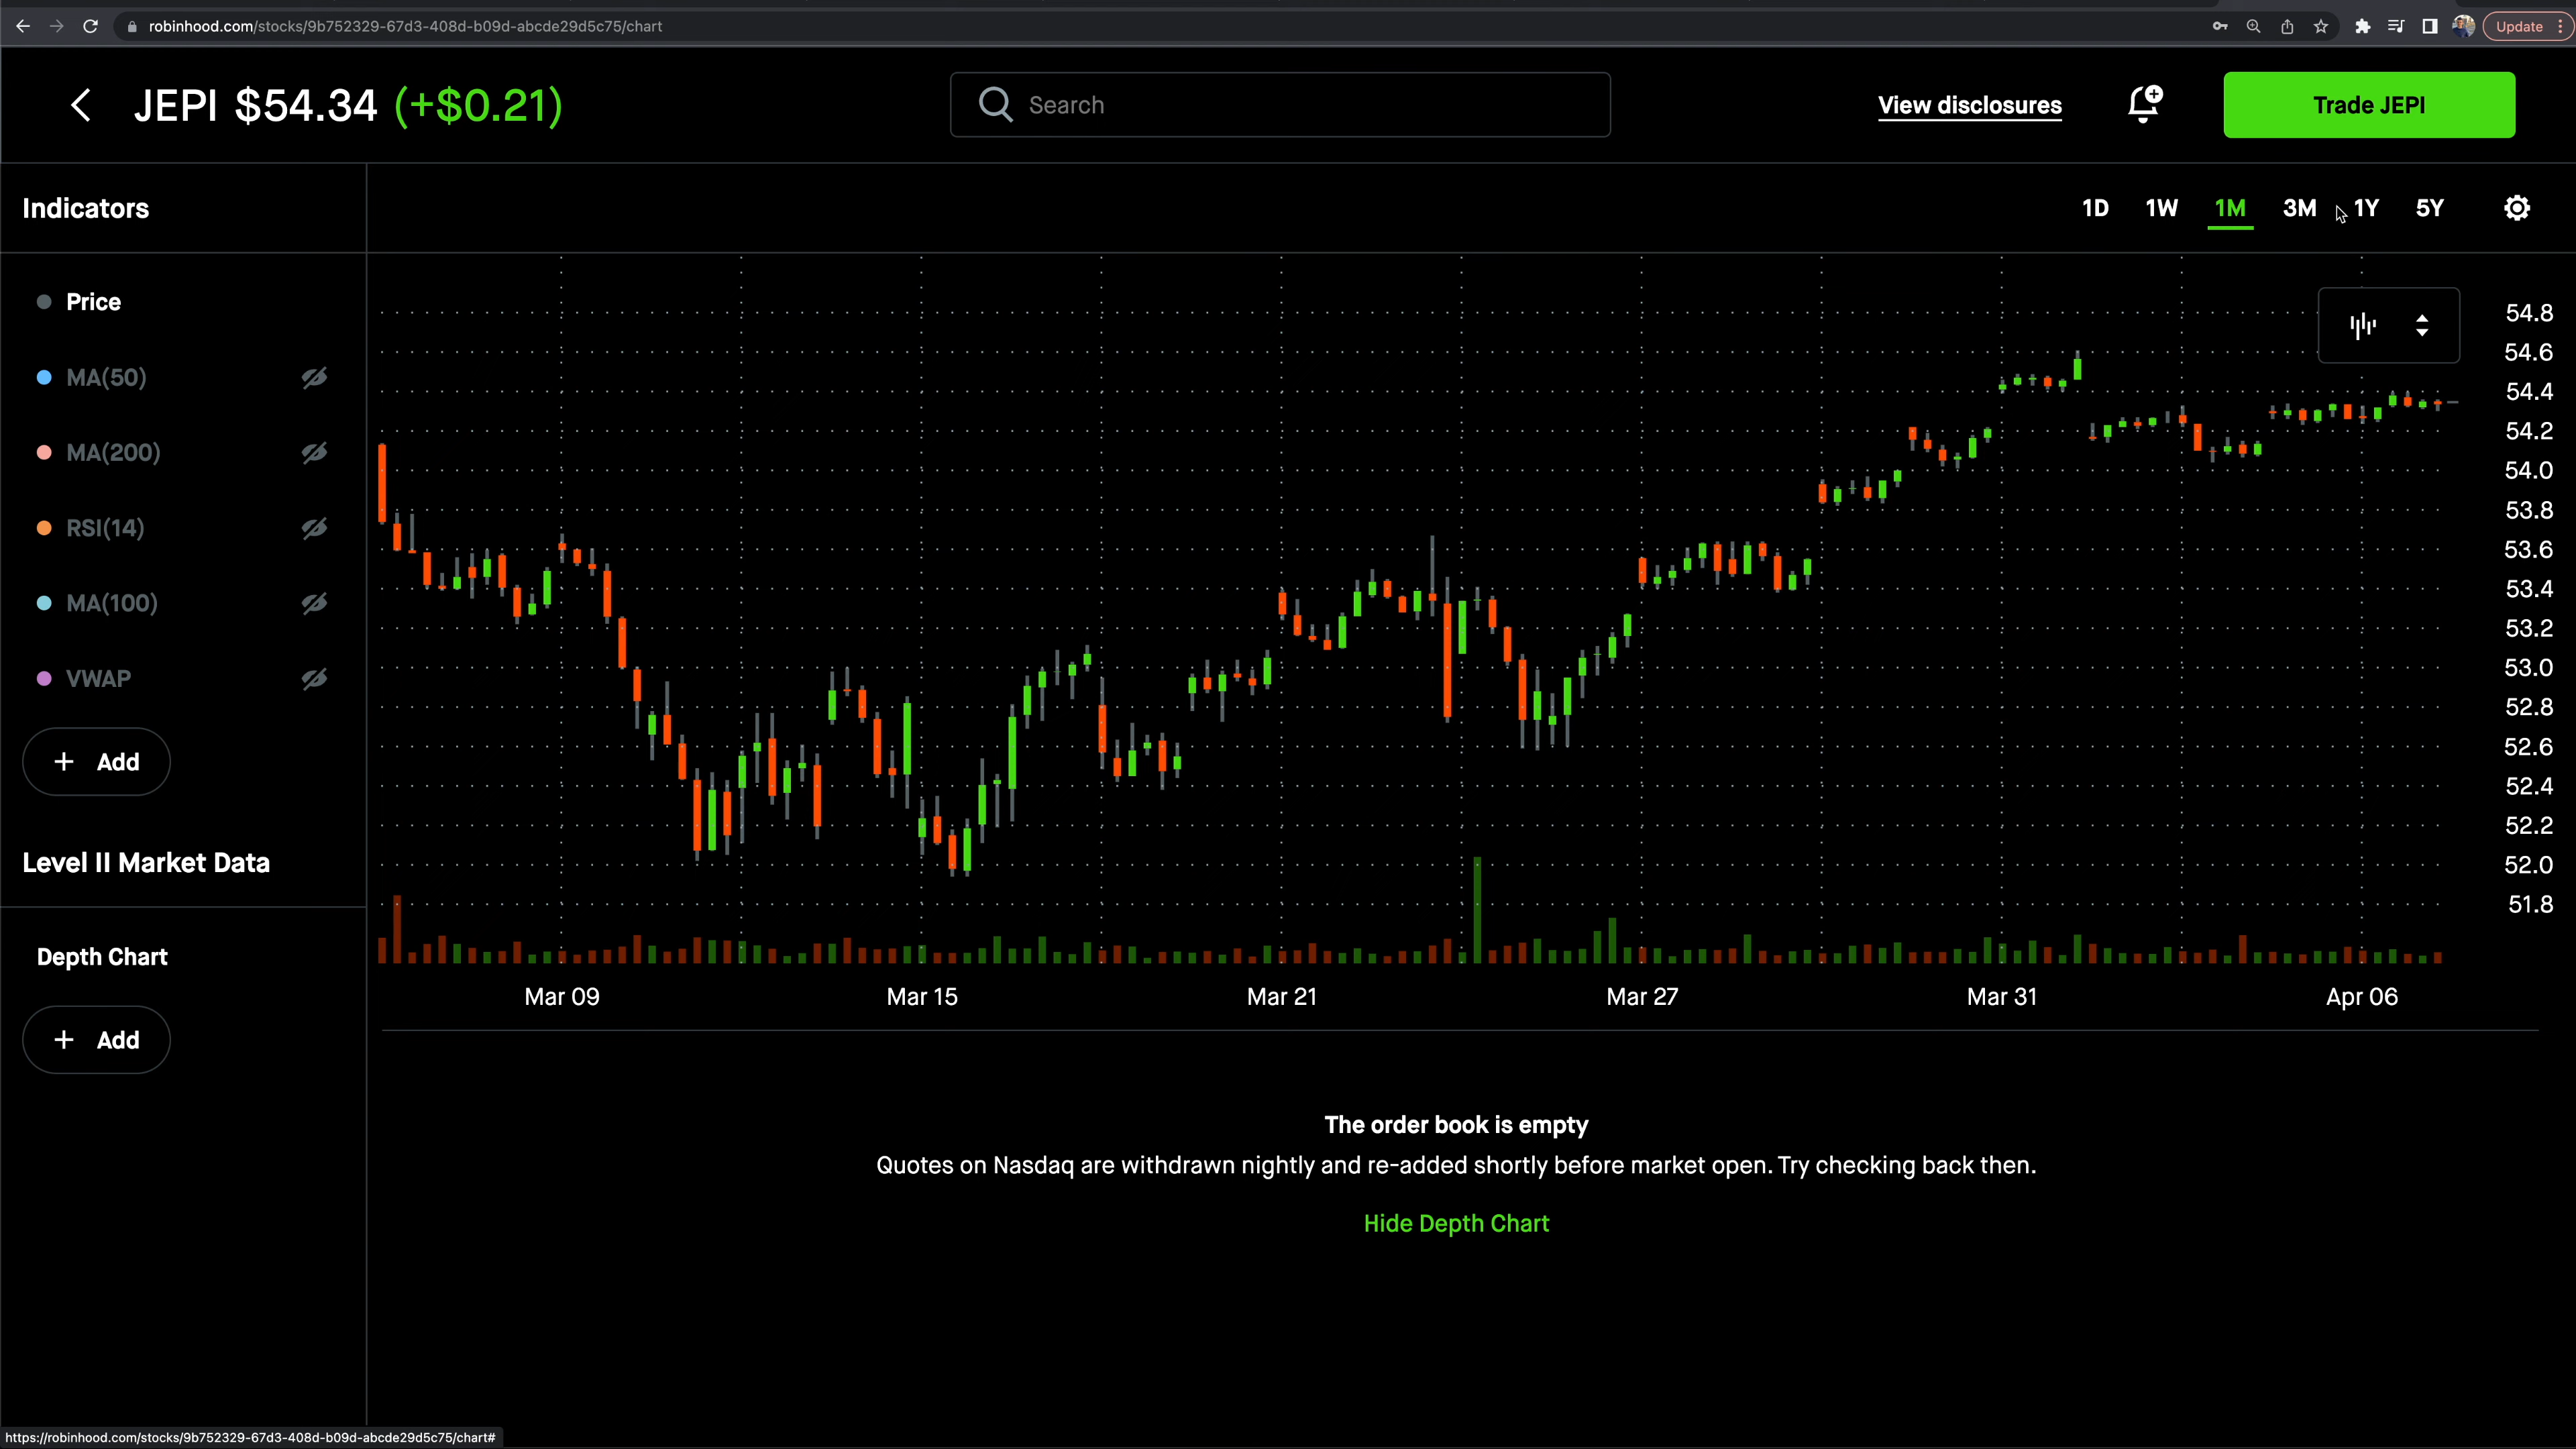 robinhood.com/stocks/9b752329-67d3-408d-b09d-abcde29d5c75/chart
Update
JEPI $54.34 (+$0.21)
Search
View disclosures
Trade JEPI
Indicators
1D 1W 1M 3M 1Y 5Y
Price
MA(50)
MA(200)
RSI(14)
MA(100)
VWAP
+ Add
Level II Market Data
Depth Chart
+ Add
54.8
54.6
54.4
54.2
54.0
53.8
53.6
53.4
53.2
53.0
52.8
52.6
52.4
52.2
52.0
51.8
Mar 09 Mar 15 Mar 21 Mar 27 Mar 31 Apr 06
The order book is empty
Quotes on Nasdaq are withdrawn nightly and re-added shortly before market open. Try checking back then.
Hide Depth Chart
https://robinhood.com/stocks/9b752329-67d3-408d-b09d-abcde29d5c75/chart#